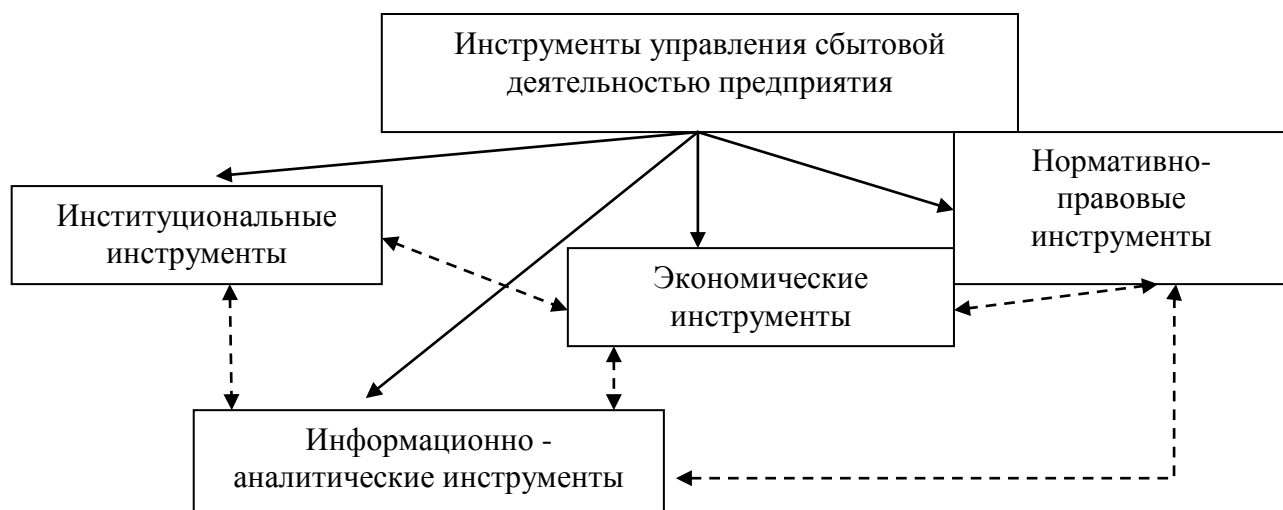 Инструменты управления сбытовой
деятельностью предприятия
Нормативно-
правовые
инструменты
Институциональные
инструменты
Экономические
инструменты
Информационно -
аналитические инструменты